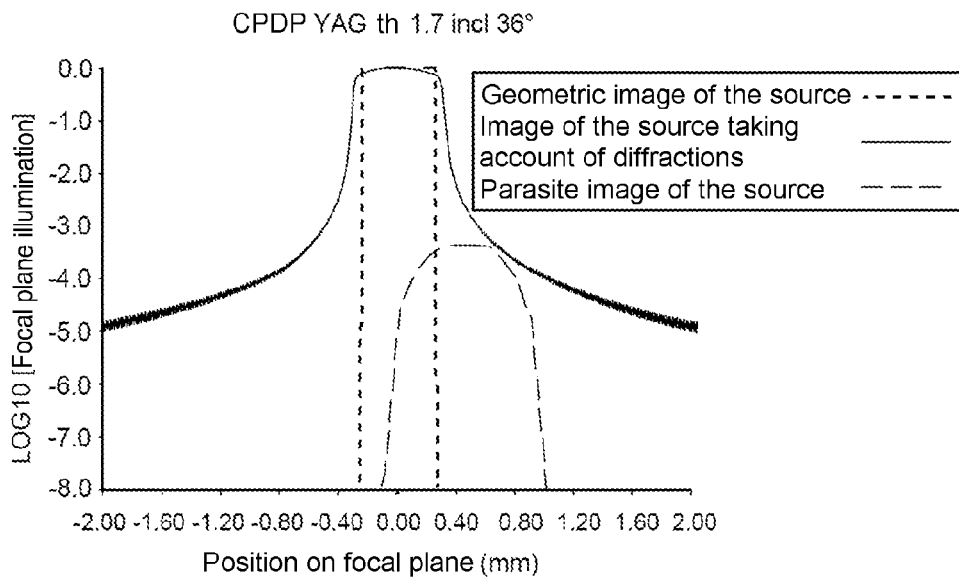 CPDP YAG th 1.7 incl 36°
Geometric image of the source
Image of the source taking
account of diffractions
Parasite image of the source
LOG10 [Focal plane illumination]
0.0
-1.0
-2.0
-3.0
-4.0
-5.0
-6.0
-7.0
-8.0
-2.00 -1.60 -1.20 -0.80 -0.40 0.00 0.40 0.80 1.20 1.60 2.00
Position on focal plane (mm)